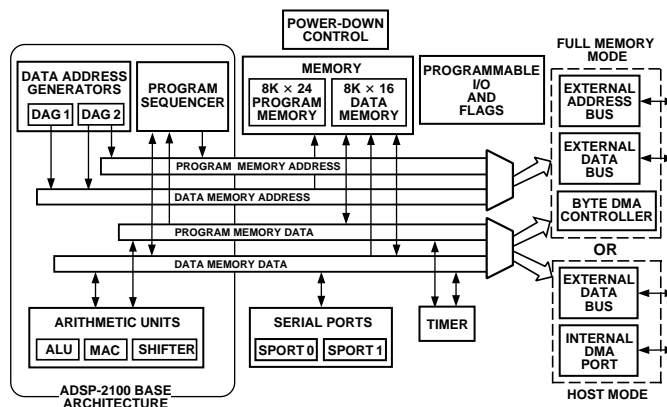 POWER-DOWN
CONTROL
FULL MEMORY
MODE
DATA ADDRESS
GENERATORS
DAG 1
DAG 2
PROGRAM
SEQUENCER
MEMORY
8K × 24
PROGRAM
MEMORY
8K × 16
DATA
MEMORY
PROGRAMMABLE
I/O
AND
FLAGS
EXTERNAL
ADDRESS
BUS
EXTERNAL
DATA
BUS
BYTE DMA
CONTROLLER
PROGRAM MEMORY ADDRESS
DATA MEMORY ADDRESS
PROGRAM MEMORY DATA
DATA MEMORY DATA
OR
ARITHMETIC UNITS
ALU
MAC
SHIFTER
SERIAL PORTS
SPORT 0
SPORT 1
TIMER
EXTERNAL
DATA
BUS
INTERNAL
DMA
PORT
HOST MODE
ADSP-2100 BASE
ARCHITECTURE